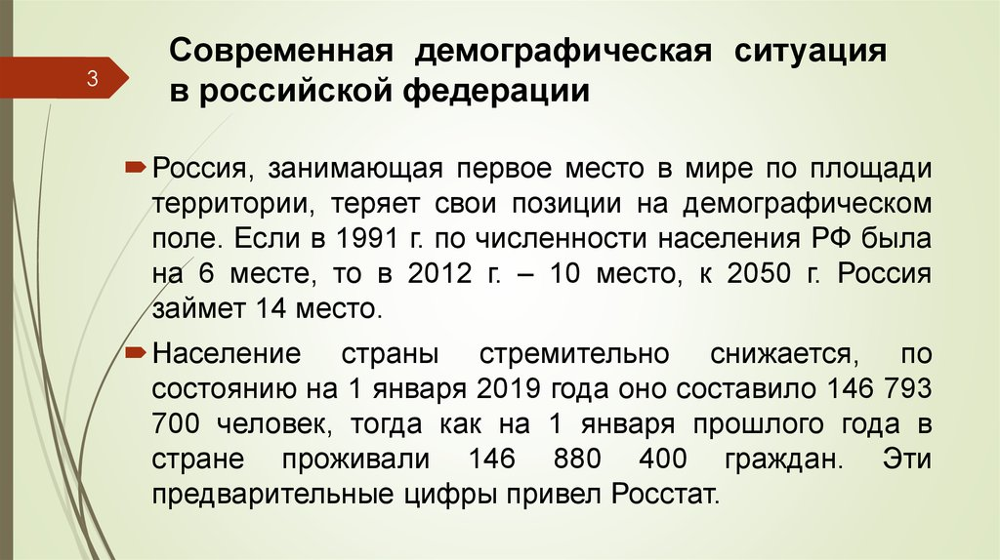 3
Современная демографическая ситуация
в российской федерации
Россия, занимающая первое место в мире по площади
территории, теряет свои позиции на демографическом
поле. Если в 1991 г. по численности населения РФ была
на 6 месте, то в 2012 г. – 10 место, к 2050 г. Россия
займет 14 место.
Население страны стремительно снижается, по
состоянию на 1 января 2019 года оно составило 146 793
700 человек, тогда как на 1 января прошлого года в
стране проживали 146 880 400 граждан. Эти
предварительные цифры привел Росстат.